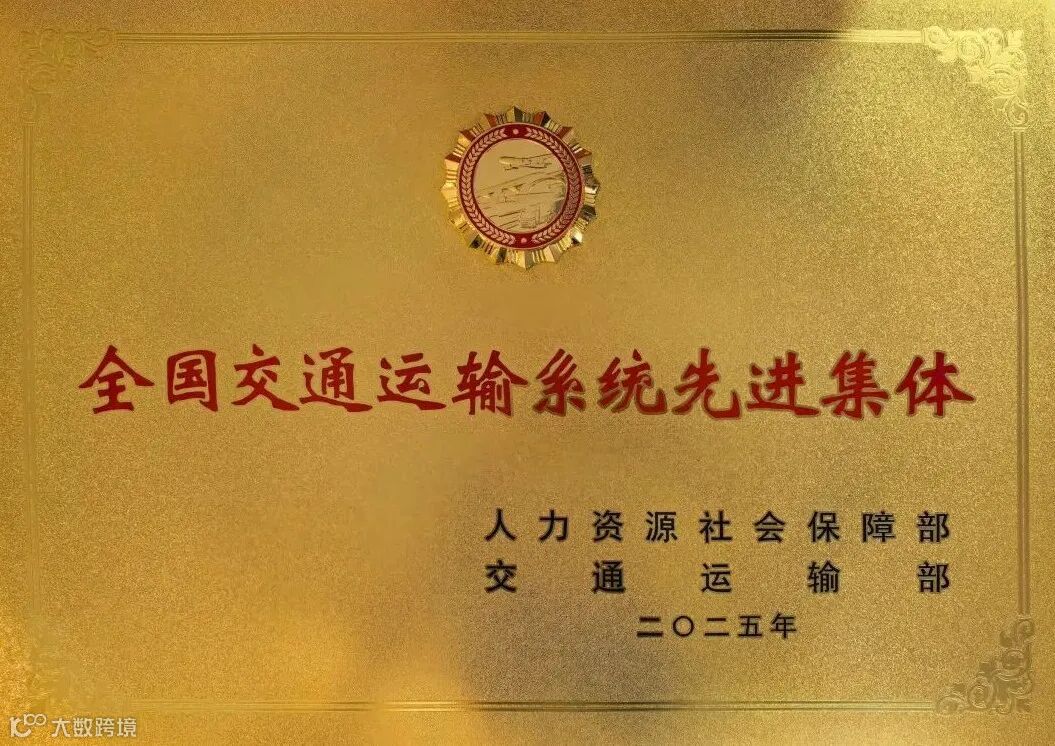 全国交通运输系统先进集体
人力资源社会保障部
交通运输部
二〇二五年
大数跨境